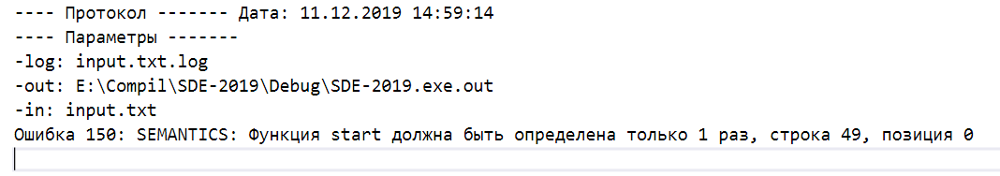 ---- Протокол ------- Дата: 11.12.2019 14:59:14
---- Параметры -------
-log: input.txt.log
-out: E:\Compil\SDE-2019\Debug\SDE-2019.exe.out
-in: input.txt
Ошибка 150: SEMANTICS: Функция start должна быть определена только 1 раз, строка 49, позиция 0